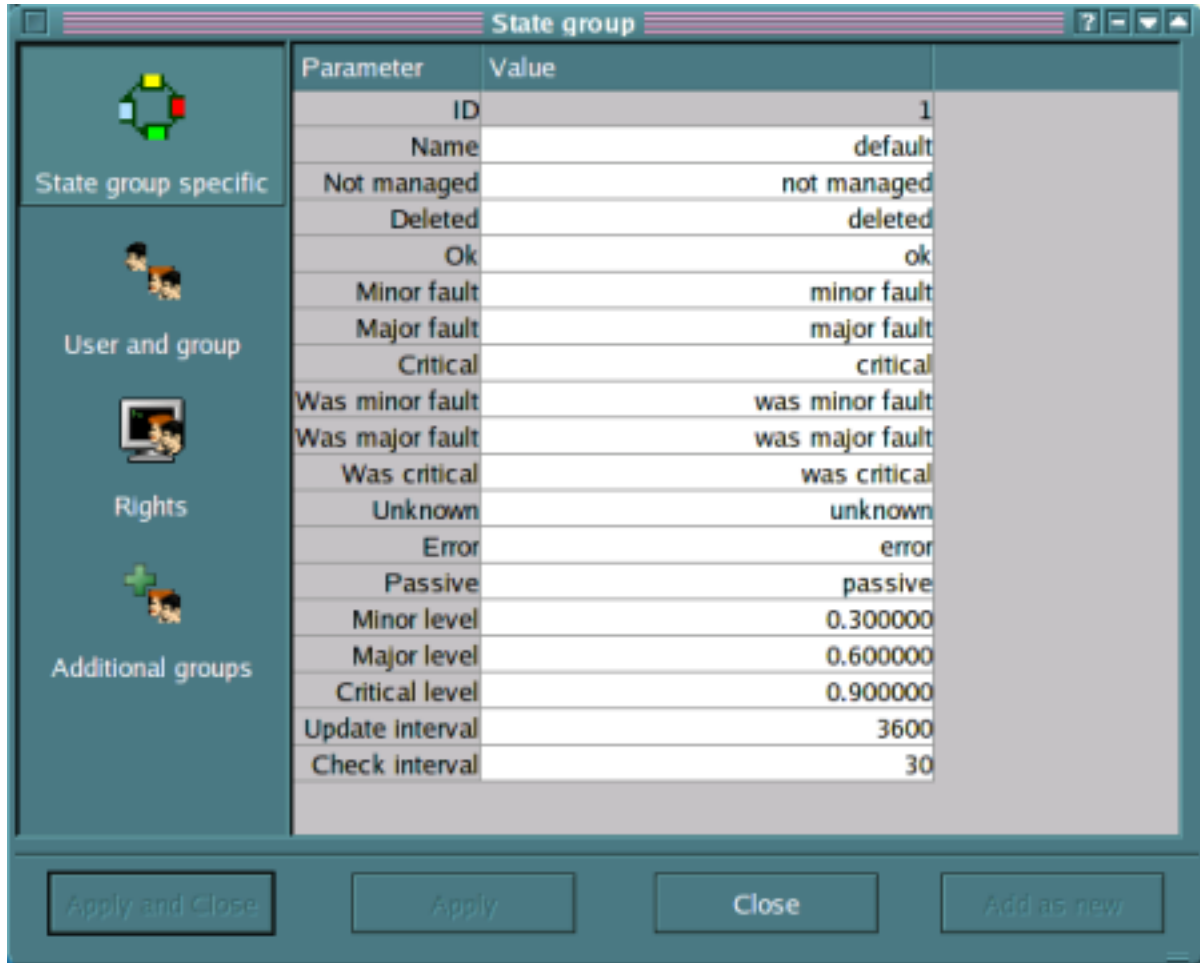 State group
?
State group specific
User and group
Rights
Additional groups
Parameter Value
ID 1
Name default
Not managed not managed
Deleted deleted
Ok ok
Minor fault minor fault
Major fault major fault
Critical critical
Was minor fault was minor fault
Was major fault was major fault
Was critical was critical
Unknown unknown
Error error
Passive passive
Minor level 0.300000
Major level 0.600000
Critical level 0.900000
Update interval 3600
Check interval 30
Apply and Close Apply Close Add as new